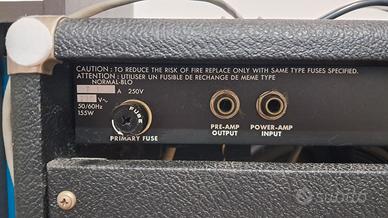 CAUTION : TO REDUCE THE RISK OF FIRE REPLACE ONLY WITH SAME TYPE FUSES SPECIFIED.
ATTENTION : UTILISER UN FUSIBLE DE RECHANGE DE MEME TYPE
NORMAL-BLO
A 250V
V~
50/60Hz
155W
FUSE
PRIMARY FUSE
PRE-AMP
OUTPUT
POWER-AMP
INPUT
subito